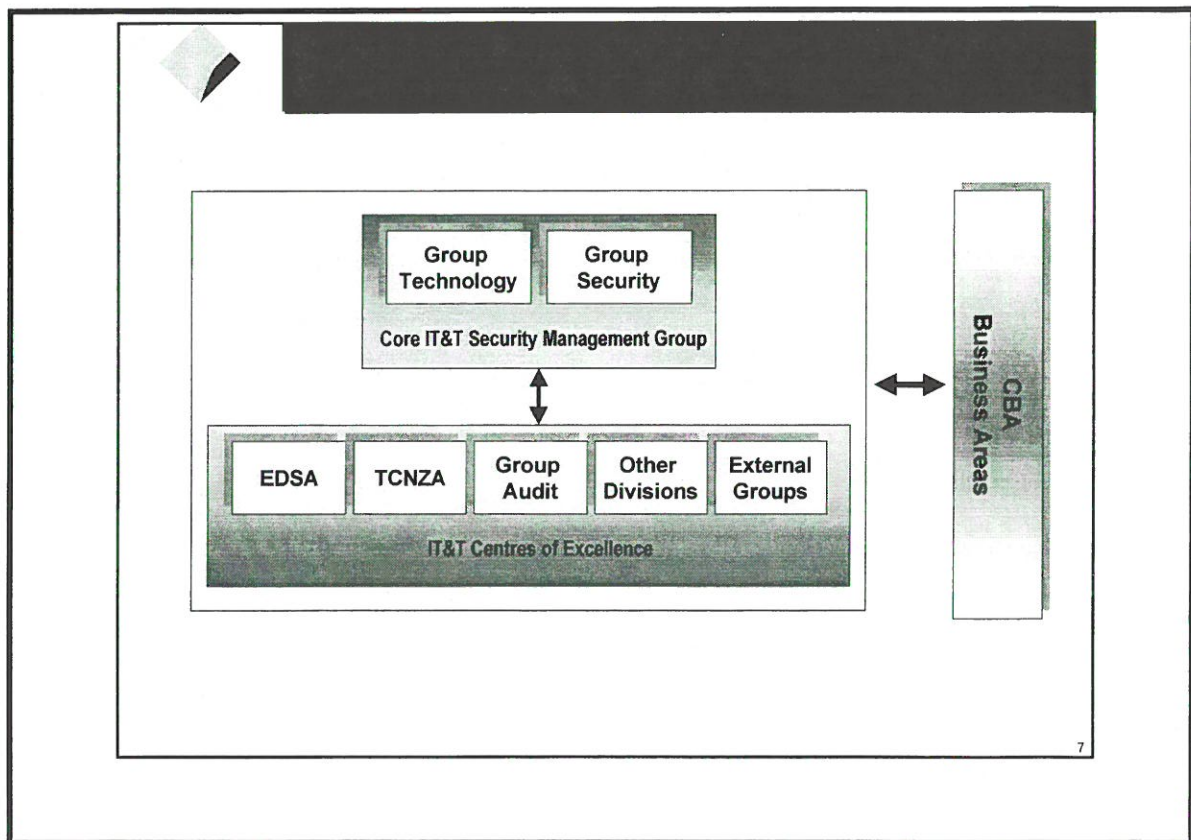 Group
Technology
Group
Security
Core IT&T Security Management Group
EDSA
TCNZA
Group
Audit
Other
Divisions
External
Groups
IT&T Centres of Excellence
CBA
Business Areas
7